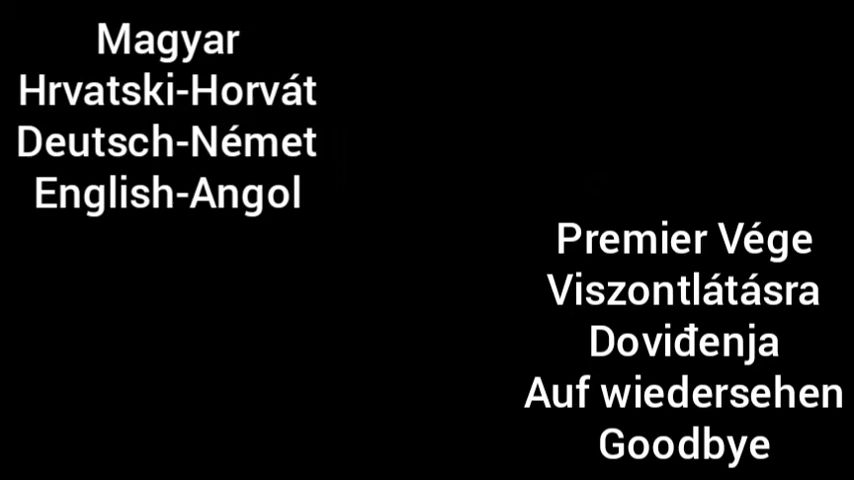 Magyar
Hrvatski-Horvát
Deutsch-Német
English-Angol
Premier Vége
Viszontlátásra
Doviđenja
Auf wiedersehen
Goodbye